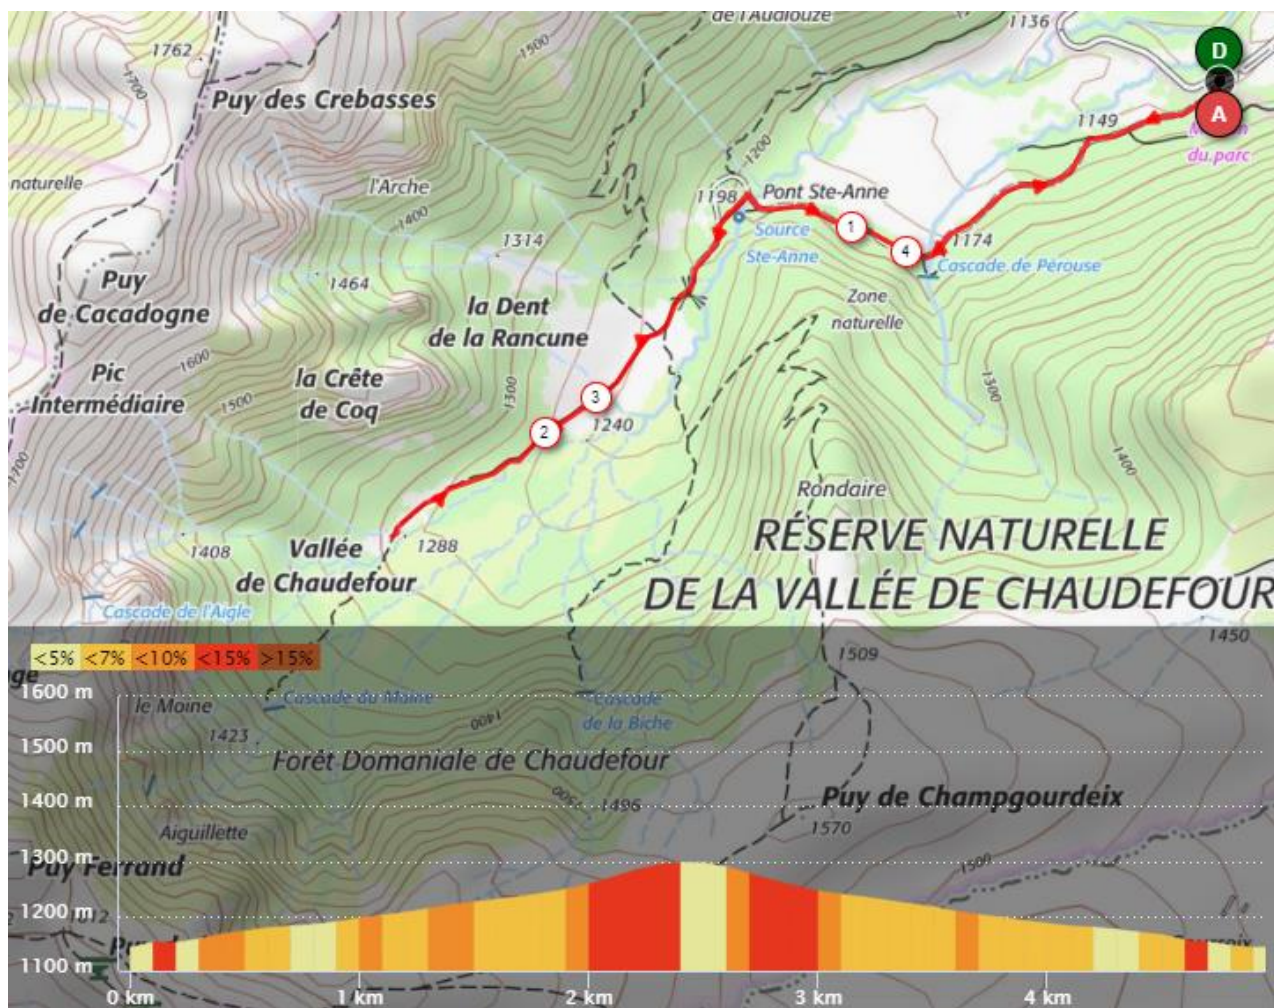 de l'Audlouze
1136
D
1762
1500
1700
Puy des Crebasses
1149
A
du parc
naturelle
l'Arche
1200
1198
Pont Ste-Anne
1400
1
1314
Source
Ste-Anne
4
1174
Cascade de Pérouse
Puy
de Cacadogne
1464
Zone
naturelle
la Dent
de la Rancune
1600
Pic
Intermédiaire
la Crête
de Coq
1300
1300
1500
3
2
1240
1400
1700
Rondaire
RÉSERVE NATURELLE
DE LA VALLÉE DE CHAUDEFOUR
1408
Vallée
de Chaudefour
1288
Cascade de l'Aigle
1450
<5% <7% <10% <15% >15%
1509
1600 m
le Moine
Cascade du Moine
Cascade
de la Biche
1400
1423
1500 m
Forêt Domaniale de Chaudefour
1500
1496
1400 m
Puy de Champgourdeix
1570
Aiguillette
1300 m
Puy Ferrand
1500
1200 m
1100 m
0 km 1 km 2 km 3 km 4 km